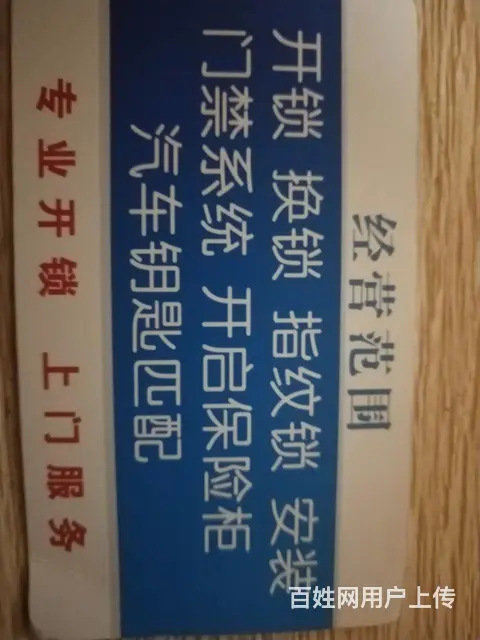 经营范围
开锁 换锁 指纹锁 安装
门禁系统 开启保险柜
汽车钥匙匹配
专业开锁 上门服务
百姓网用户上传